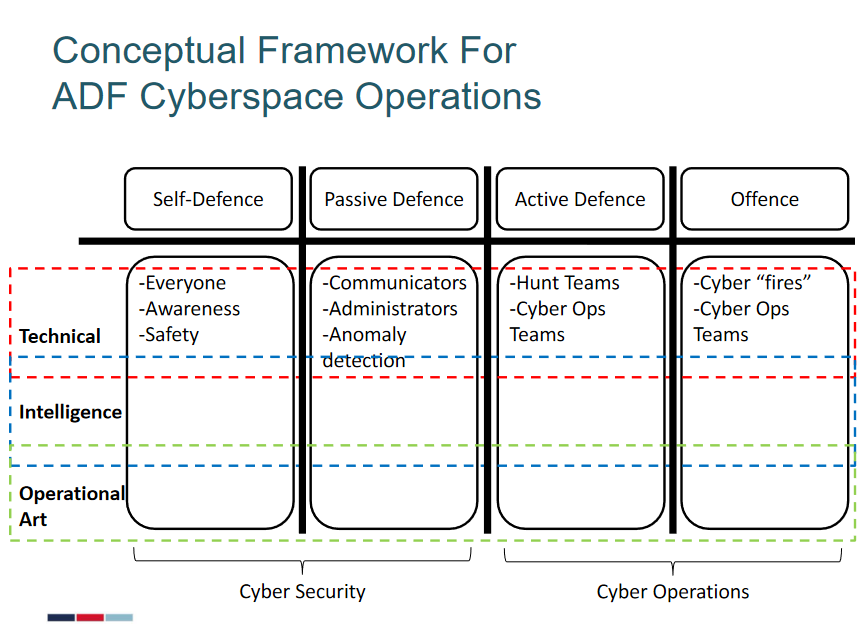 Conceptual Framework For
ADF Cyberspace Operations
Self-Defence
Passive Defence
Active Defence
Offence
Technical
-Everyone
-Awareness
-Safety
-Communicators
-Administrators
-Anomaly
detection
-Hunt Teams
-Cyber Ops
Teams
-Cyber “fires”
-Cyber Ops
Teams
Intelligence
Operational
Art
Cyber Security
Cyber Operations